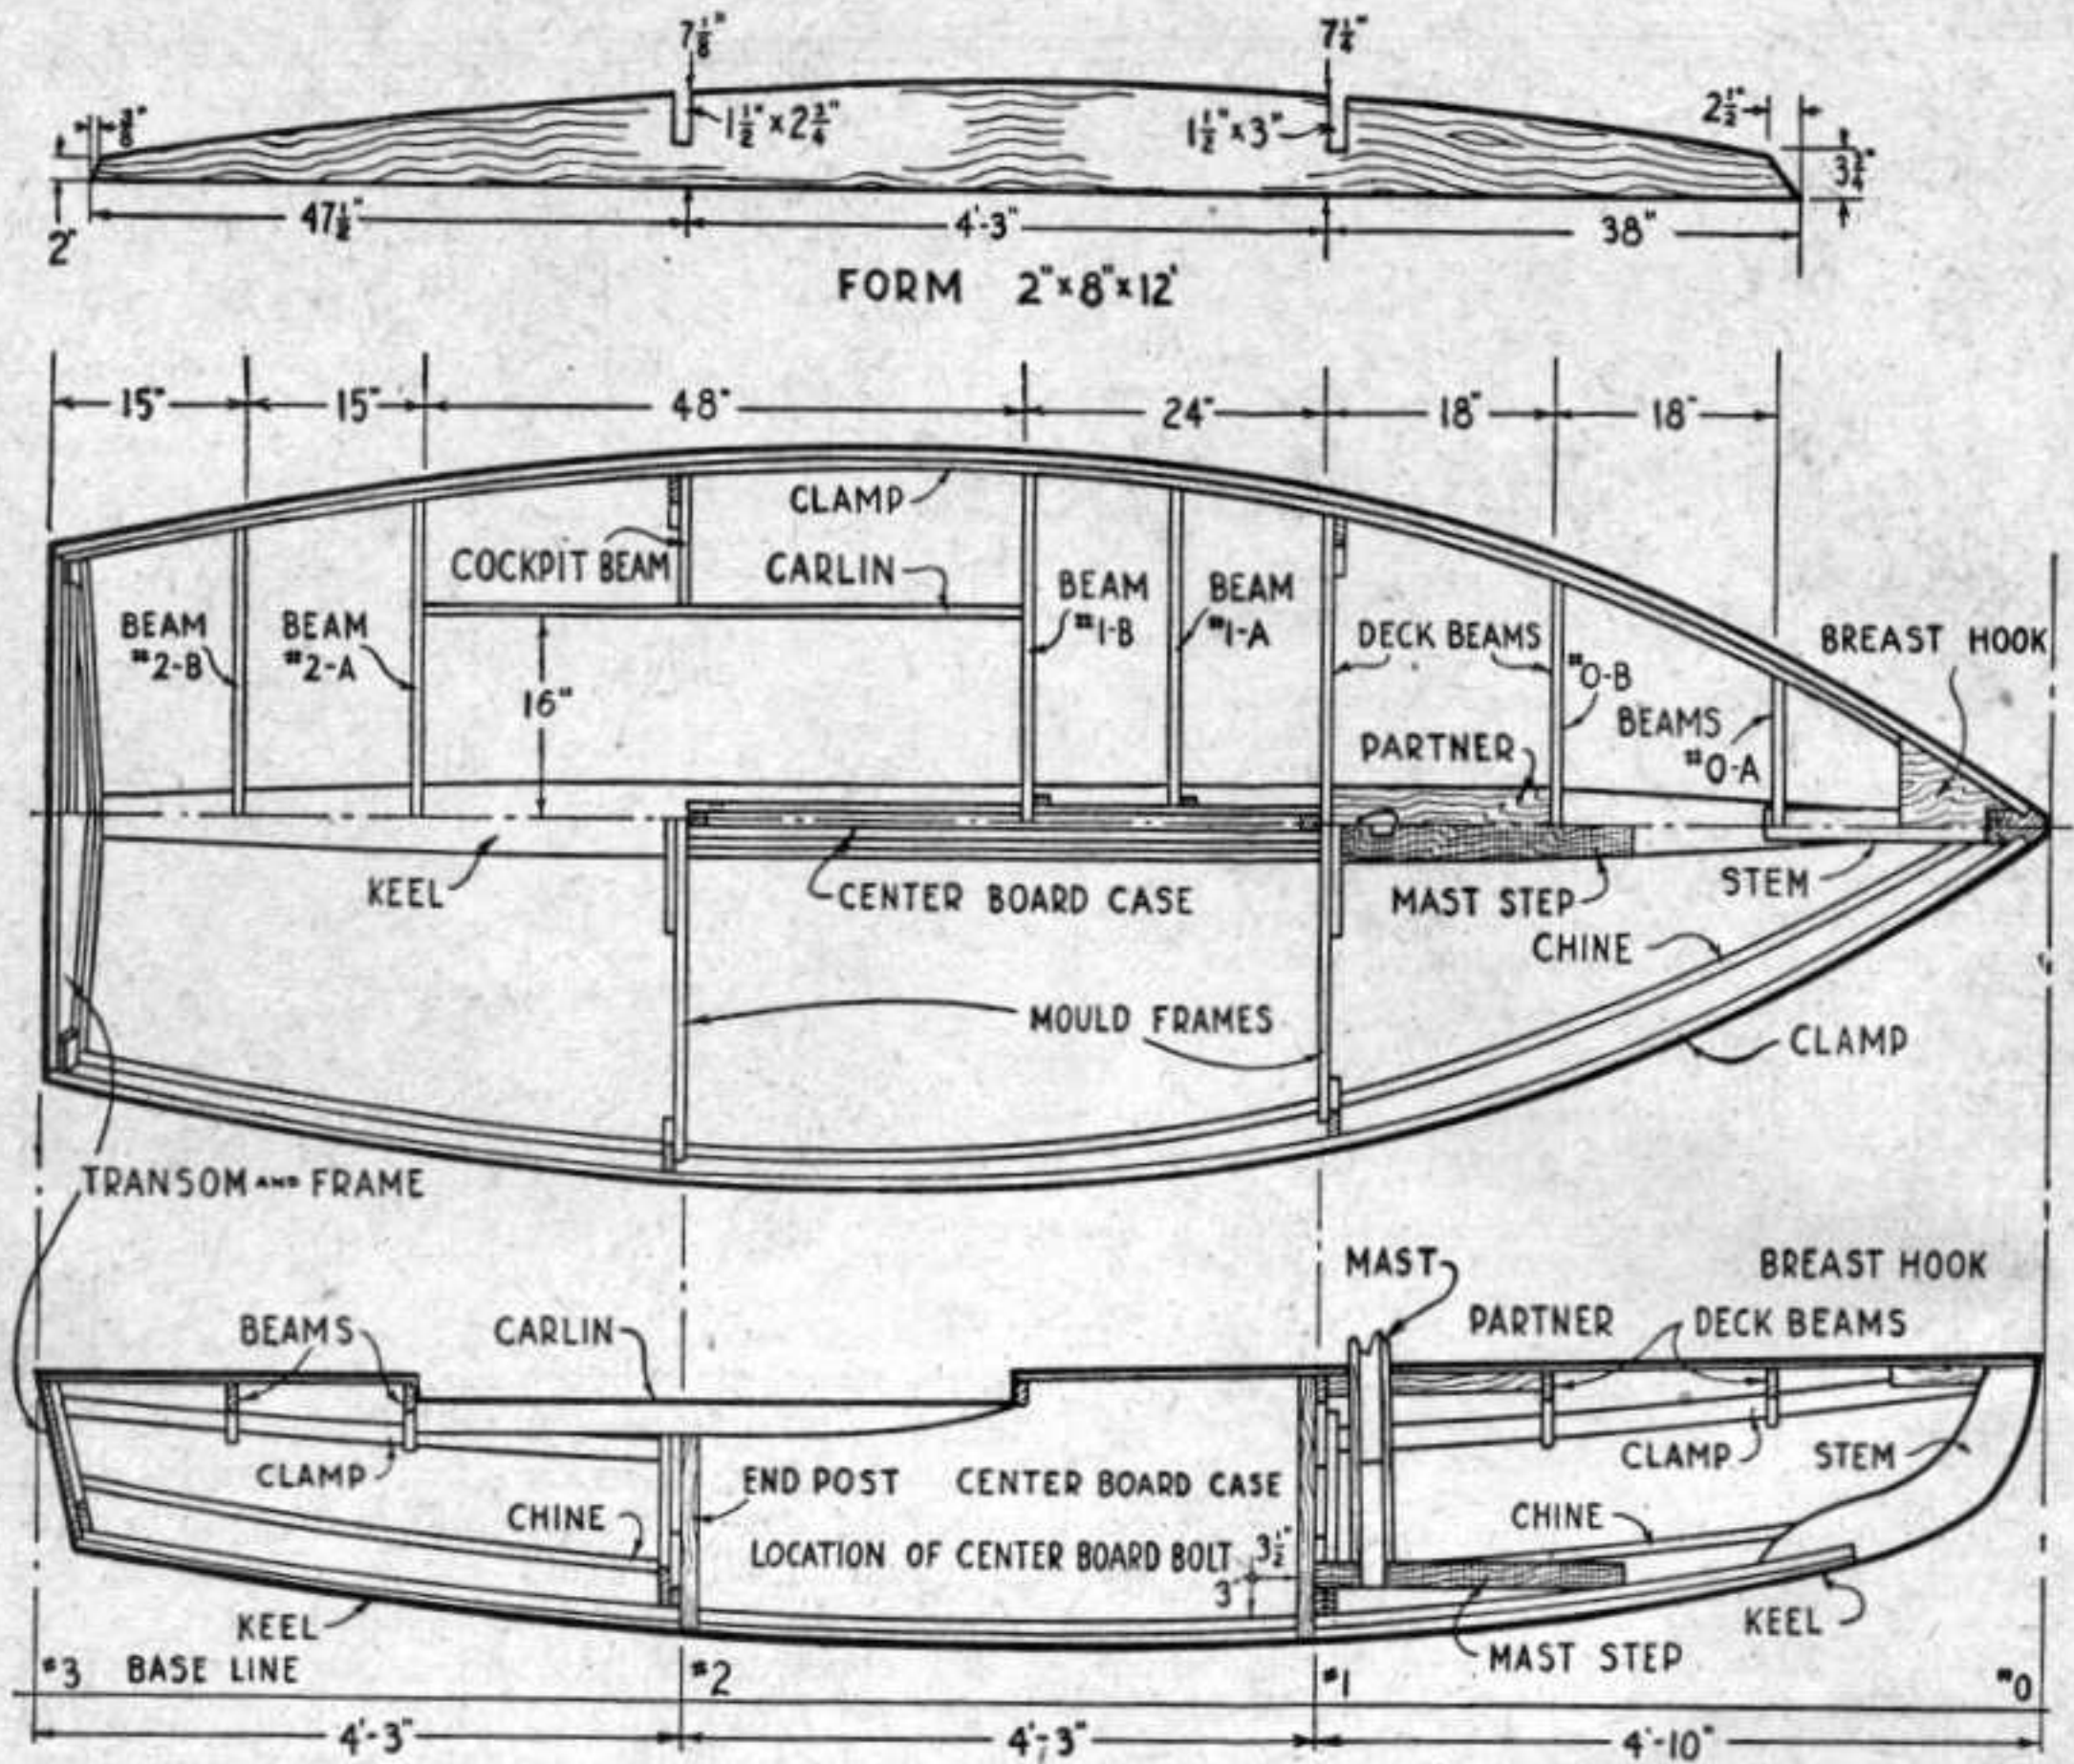 7 1/8" 7 1/4"
3/8" 1 1/2" x 2 3/4" 1 1/2" x 3" 2 1/2"
3 1/4"
2" 47 1/2" 4'-3" 38"
FORM 2"x8"x12'
15" 15" 48" 24" 18" 18"
CLAMP
COCKPIT BEAM CARLIN
BEAM #2-B
BEAM #2-A
16"
BEAM #1-B
BEAM #1-A
DECK BEAMS
#0-B
BEAMS
#0-A
BREAST HOOK
PARTNER
KEEL CENTER BOARD CASE MAST STEP STEM
CHINE
MOULD FRAMES CLAMP
TRANSOM AND FRAME
MAST BREAST HOOK
BEAMS CARLIN PARTNER DECK BEAMS
CLAMP END POST CENTER BOARD CASE CLAMP STEM
CHINE CHINE
LOCATION OF CENTER BOARD BOLT 3 1/2"
3"
KEEL KEEL
MAST STEP
#3 BASE LINE #2 #1 #0
4'-3" 4'-3" 4'-10"